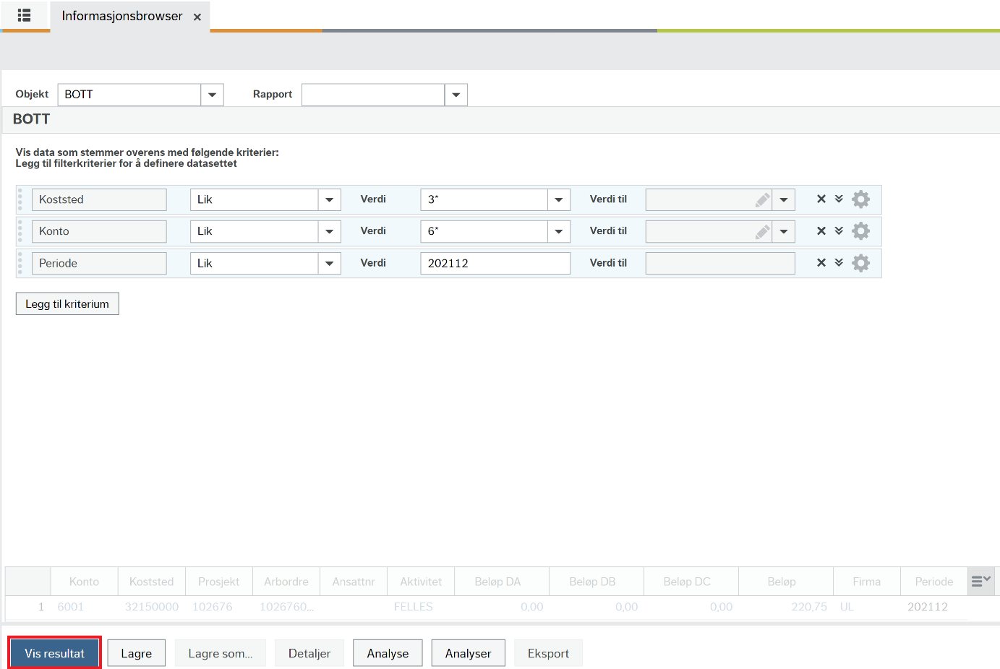 Informasjonsbrowser
Objekt BOTT Rapport
BOTT
Vis data som stemmer overens med følgende kriterier:
Legg til filterkriterier for å definere datasettet
Koststed Lik Verdi 3* Verdi til
Konto Lik Verdi 6* Verdi til
Periode Lik Verdi 202112 Verdi til
Legg til kriterium
Konto Koststed Prosjekt Arbordre Ansattnr Aktivitet Beløp DA Beløp DB Beløp DC Beløp Firma Periode
1 6001 32150000 102676 1026760... FELLES 0,00 0,00 0,00 220,75 UL 202112
Vis resultat Lagre Lagre som... Detaljer Analyse Analyser Eksport